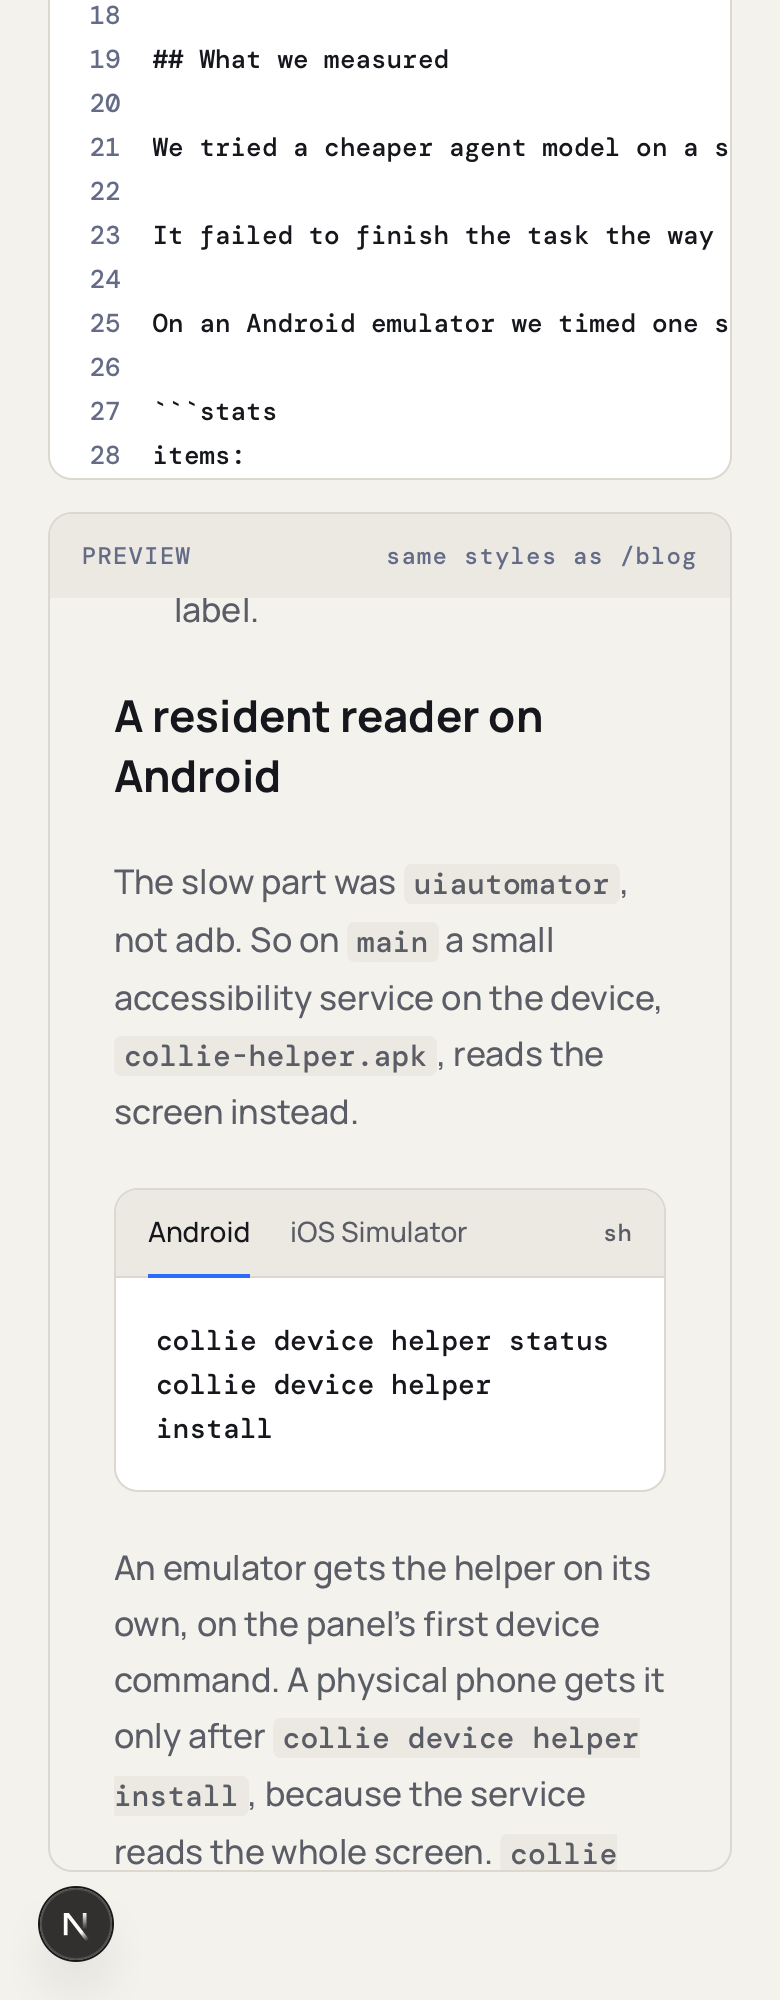 18
19 ## What we measured
20
21 We tried a cheaper agent model on a s
22
23 It failed to finish the task the way
24
25 On an Android emulator we timed one s
26
27 ```stats
28 items:
PREVIEW same styles as /blog
label.
A resident reader on
Android
The slow part was uiautomator,
not adb. So on main a small
accessibility service on the device,
collie-helper.apk, reads the
screen instead.
Android iOS Simulator sh
collie device helper status
collie device helper
install
An emulator gets the helper on its
own, on the panel’s first device
command. A physical phone gets it
only after collie device helper
install, because the service
reads the whole screen. collie
N